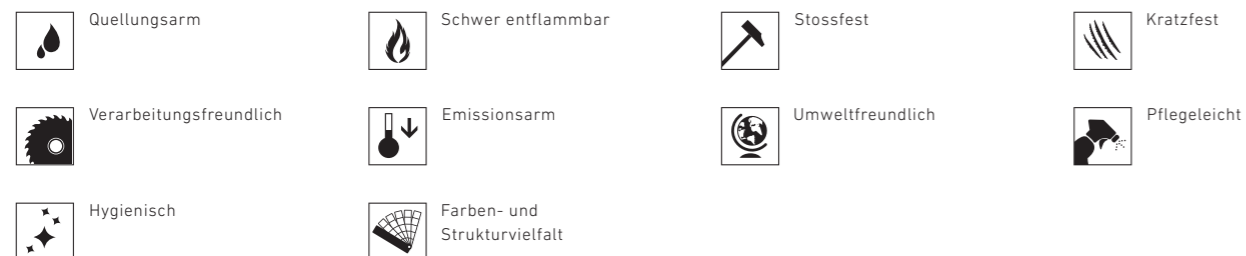 Quellungsarm
Schwer entflammbar
Stossfest
Kratzfest
Verarbeitungsfreundlich
Emissionsarm
Umweltfreundlich
Pflegeleicht
Hygienisch
Farben- und
Strukturvielfalt